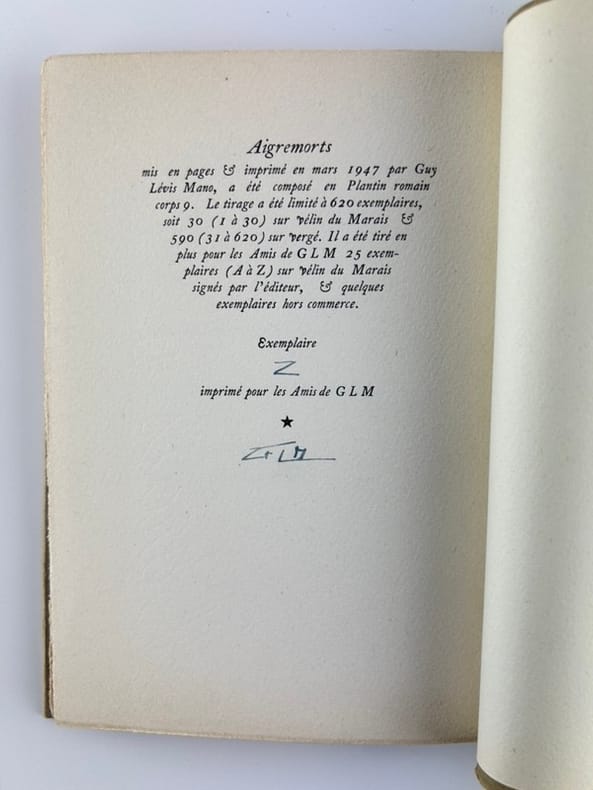 Aigremorts
mis en pages & imprimé en mars 1947 par Guy
Lévis Mano, a été composé en Plantin romain
corps 9. Le tirage a été limité à 620 exemplaires,
soit 30 (1 à 30) sur vélin du Marais &
590 (31 à 620) sur vergé. Il a été tiré en
plus pour les Amis de G L M 25 exem-
plaires (A à Z) sur vélin du Marais
signés par l'éditeur, & quelques
exemplaires hors commerce.
Exemplaire
Z
imprimé pour les Amis de G L M
★
GLM